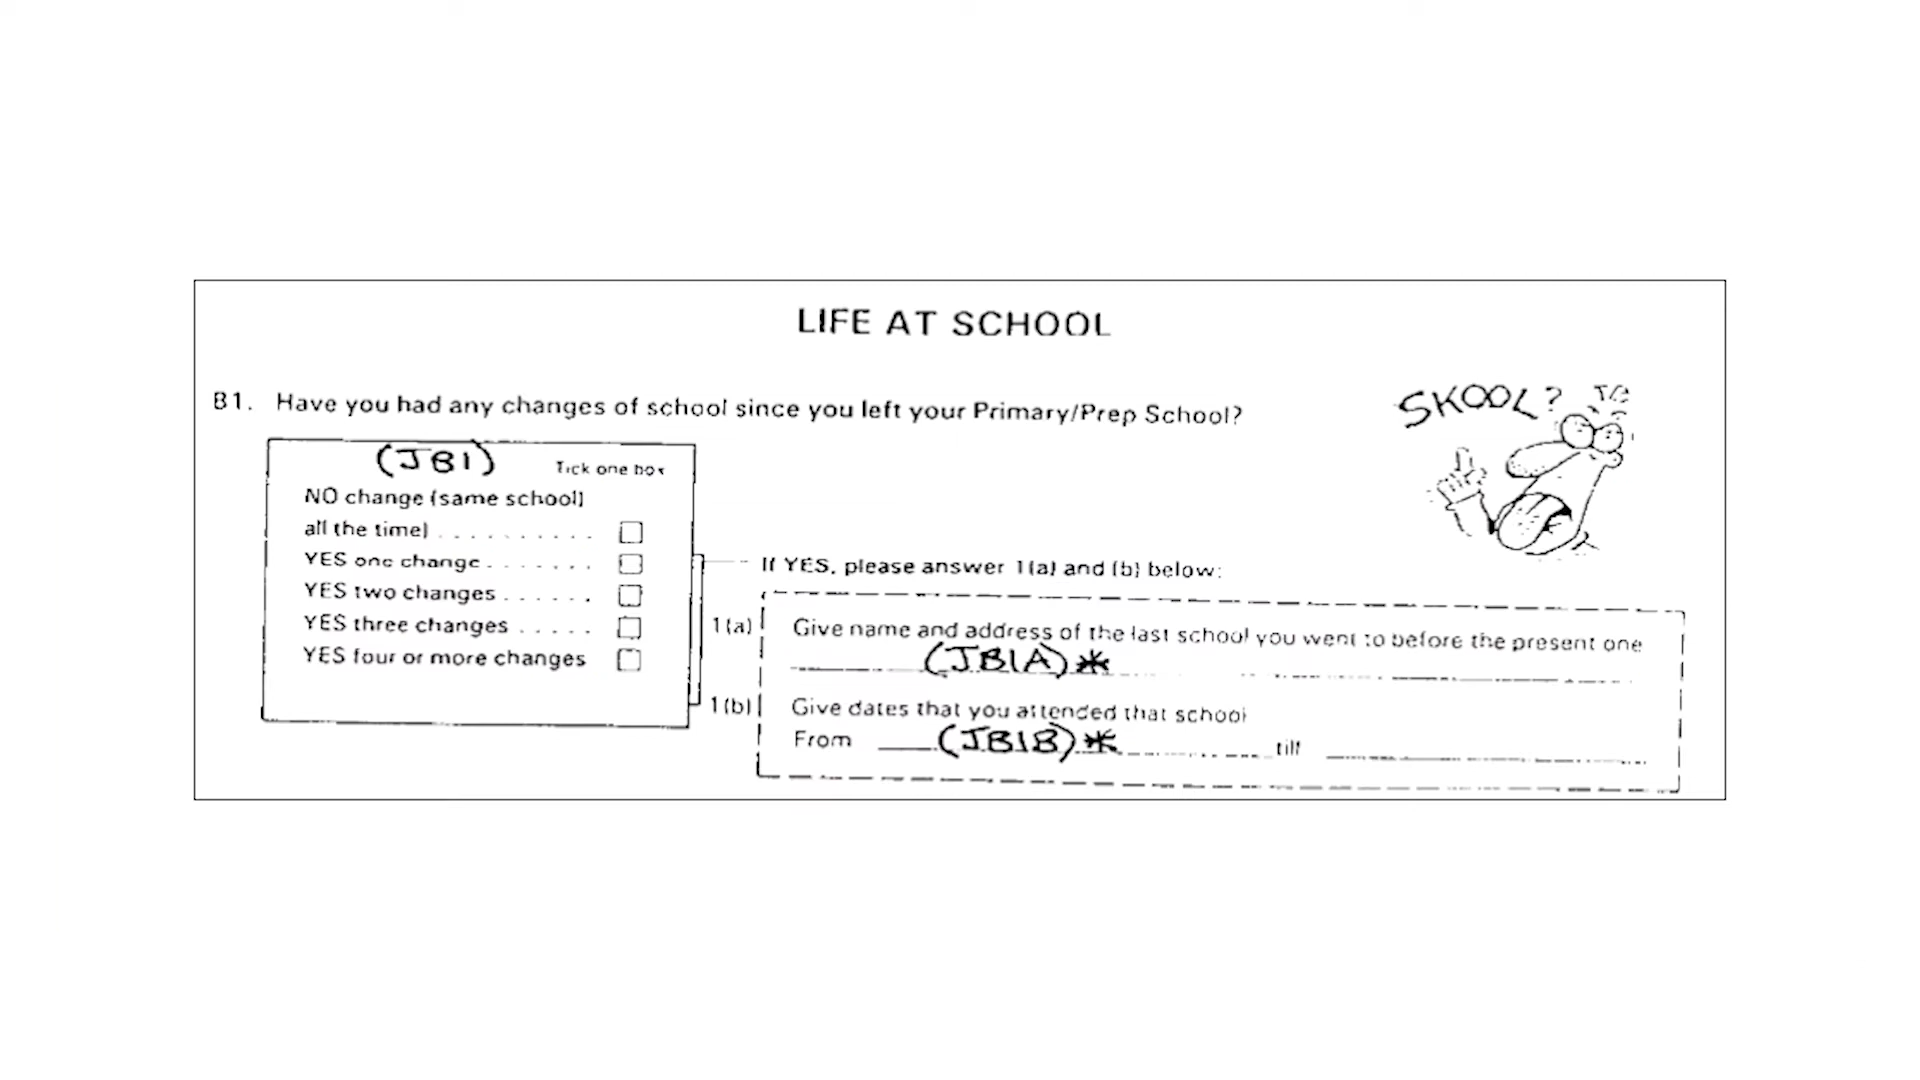 LIFE AT SCHOOL
B1. Have you had any changes of school since you left your Primary/Prep School?
SKOOL?
(JB1) Tick one box
NO change (same school)
all the time) . . . . . . . . . .
YES one change . . . . . . .
YES two changes . . . . . .
YES three changes . . . . .
YES four or more changes
If YES, please answer 1(a) and (b) below:
1(a) Give name and address of the last school you went to before the present one
(JB1A)*
1(b) Give dates that you attended that school
From (JB1B)* till